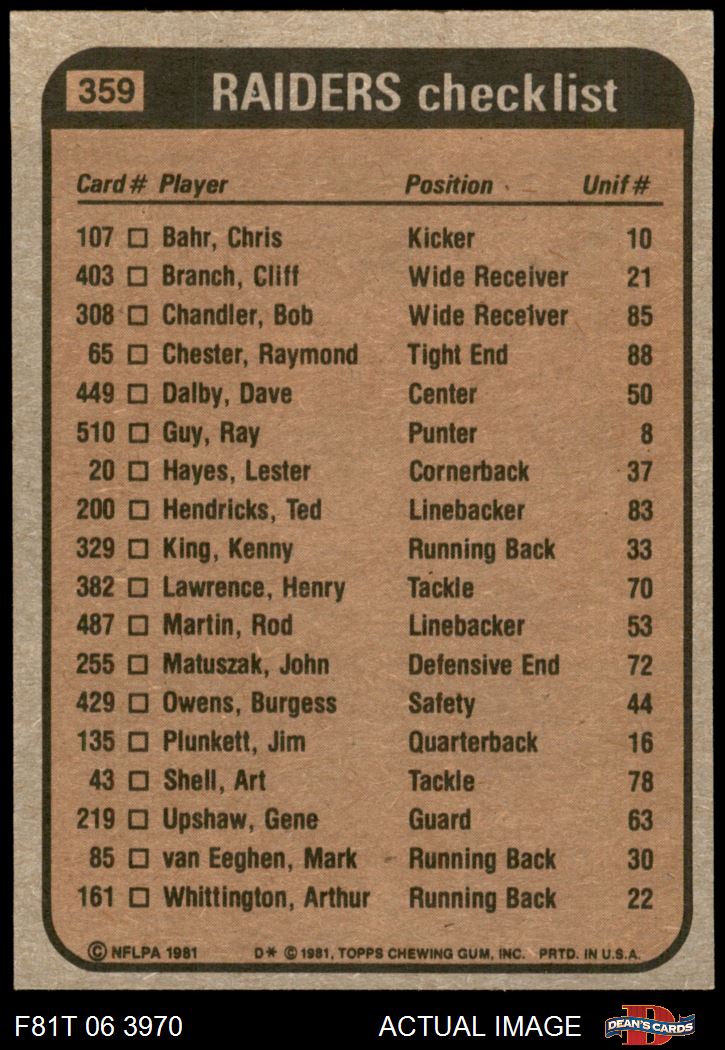 359 RAIDERS checklist
Card # Player Position Unif #
107 □ Bahr, Chris Kicker 10
403 □ Branch, Cliff Wide Receiver 21
308 □ Chandler, Bob Wide Receiver 85
65 □ Chester, Raymond Tight End 88
449 □ Dalby, Dave Center 50
510 □ Guy, Ray Punter 8
20 □ Hayes, Lester Cornerback 37
200 □ Hendricks, Ted Linebacker 83
329 □ King, Kenny Running Back 33
382 □ Lawrence, Henry Tackle 70
487 □ Martin, Rod Linebacker 53
255 □ Matuszak, John Defensive End 72
429 □ Owens, Burgess Safety 44
135 □ Plunkett, Jim Quarterback 16
43 □ Shell, Art Tackle 78
219 □ Upshaw, Gene Guard 63
85 □ van Eeghen, Mark Running Back 30
161 □ Whittington, Arthur Running Back 22
© NFLPA 1981 D* © 1981, TOPPS CHEWING GUM, INC. PRTD. IN U.S.A.
F81T 06 3970 ACTUAL IMAGE D DEAN'S CARDS